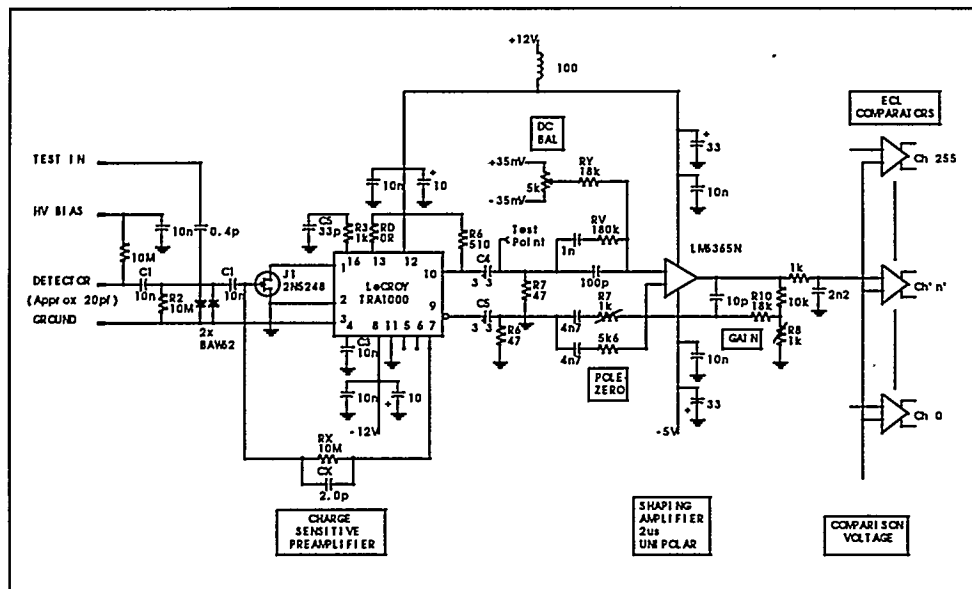 +12V
100
ECL
COMPARATORS
DC
BAL
+
33
Ch 255
TEST IN
+35mV
RY
18k
5k
-35mV
10n
+
10
10n
HV BIAS
10n
0.4p
C5
33p
R3
1k
RD
0R
R6
510
Test
Point
RV
180k
1n
LM6365N
10M
16
13
12
DETECTOR
(Approx 20pf)
C1
10n
R2
10M
C1
10n
J1
2N5248
1
LeCROY
TRA1000
10
C4
3 3
100p
1k
Ch'n'
2
9
R7
47
C5
3 3
4n7
R7
1k
10p
R10
18k
10k
2n2
GROUND
2x
BAW62
3
4
8
11
5
6
7
R6
47
4n7
5k6
GAIN
R8
1k
C3
10n
10n
+
10
POLE
ZERO
10n
+
33
Ch 0
-12V
-5V
RX
10M
CX
2.0p
CHARGE
SENSITIVE
PREAMPLIFIER
SHAPING
AMPLIFIER
2us
UNIPOLAR
COMPARISON
VOLTAGE